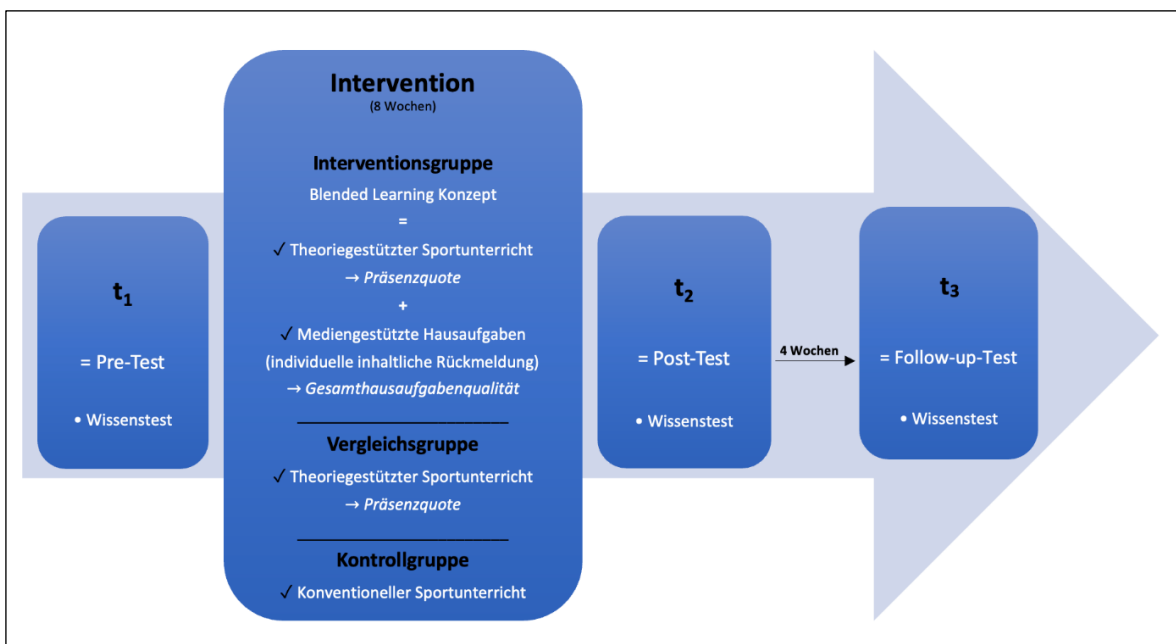 t₁
= Pre-Test
• Wissenstest
Intervention
(8 Wochen)
Interventionsgruppe
Blended Learning Konzept
=
✓ Theoriegestützter Sportunterricht
→ Präsenzquote
+
✓ Mediengestützte Hausaufgaben
(individuelle inhaltliche Rückmeldung)
→ Gesamthausaufgabenqualität
Vergleichsgruppe
✓ Theoriegestützter Sportunterricht
→ Präsenzquote
Kontrollgruppe
✓ Konventioneller Sportunterricht
t₂
= Post-Test
• Wissenstest
4 Wochen
t₃
= Follow-up-Test
• Wissenstest